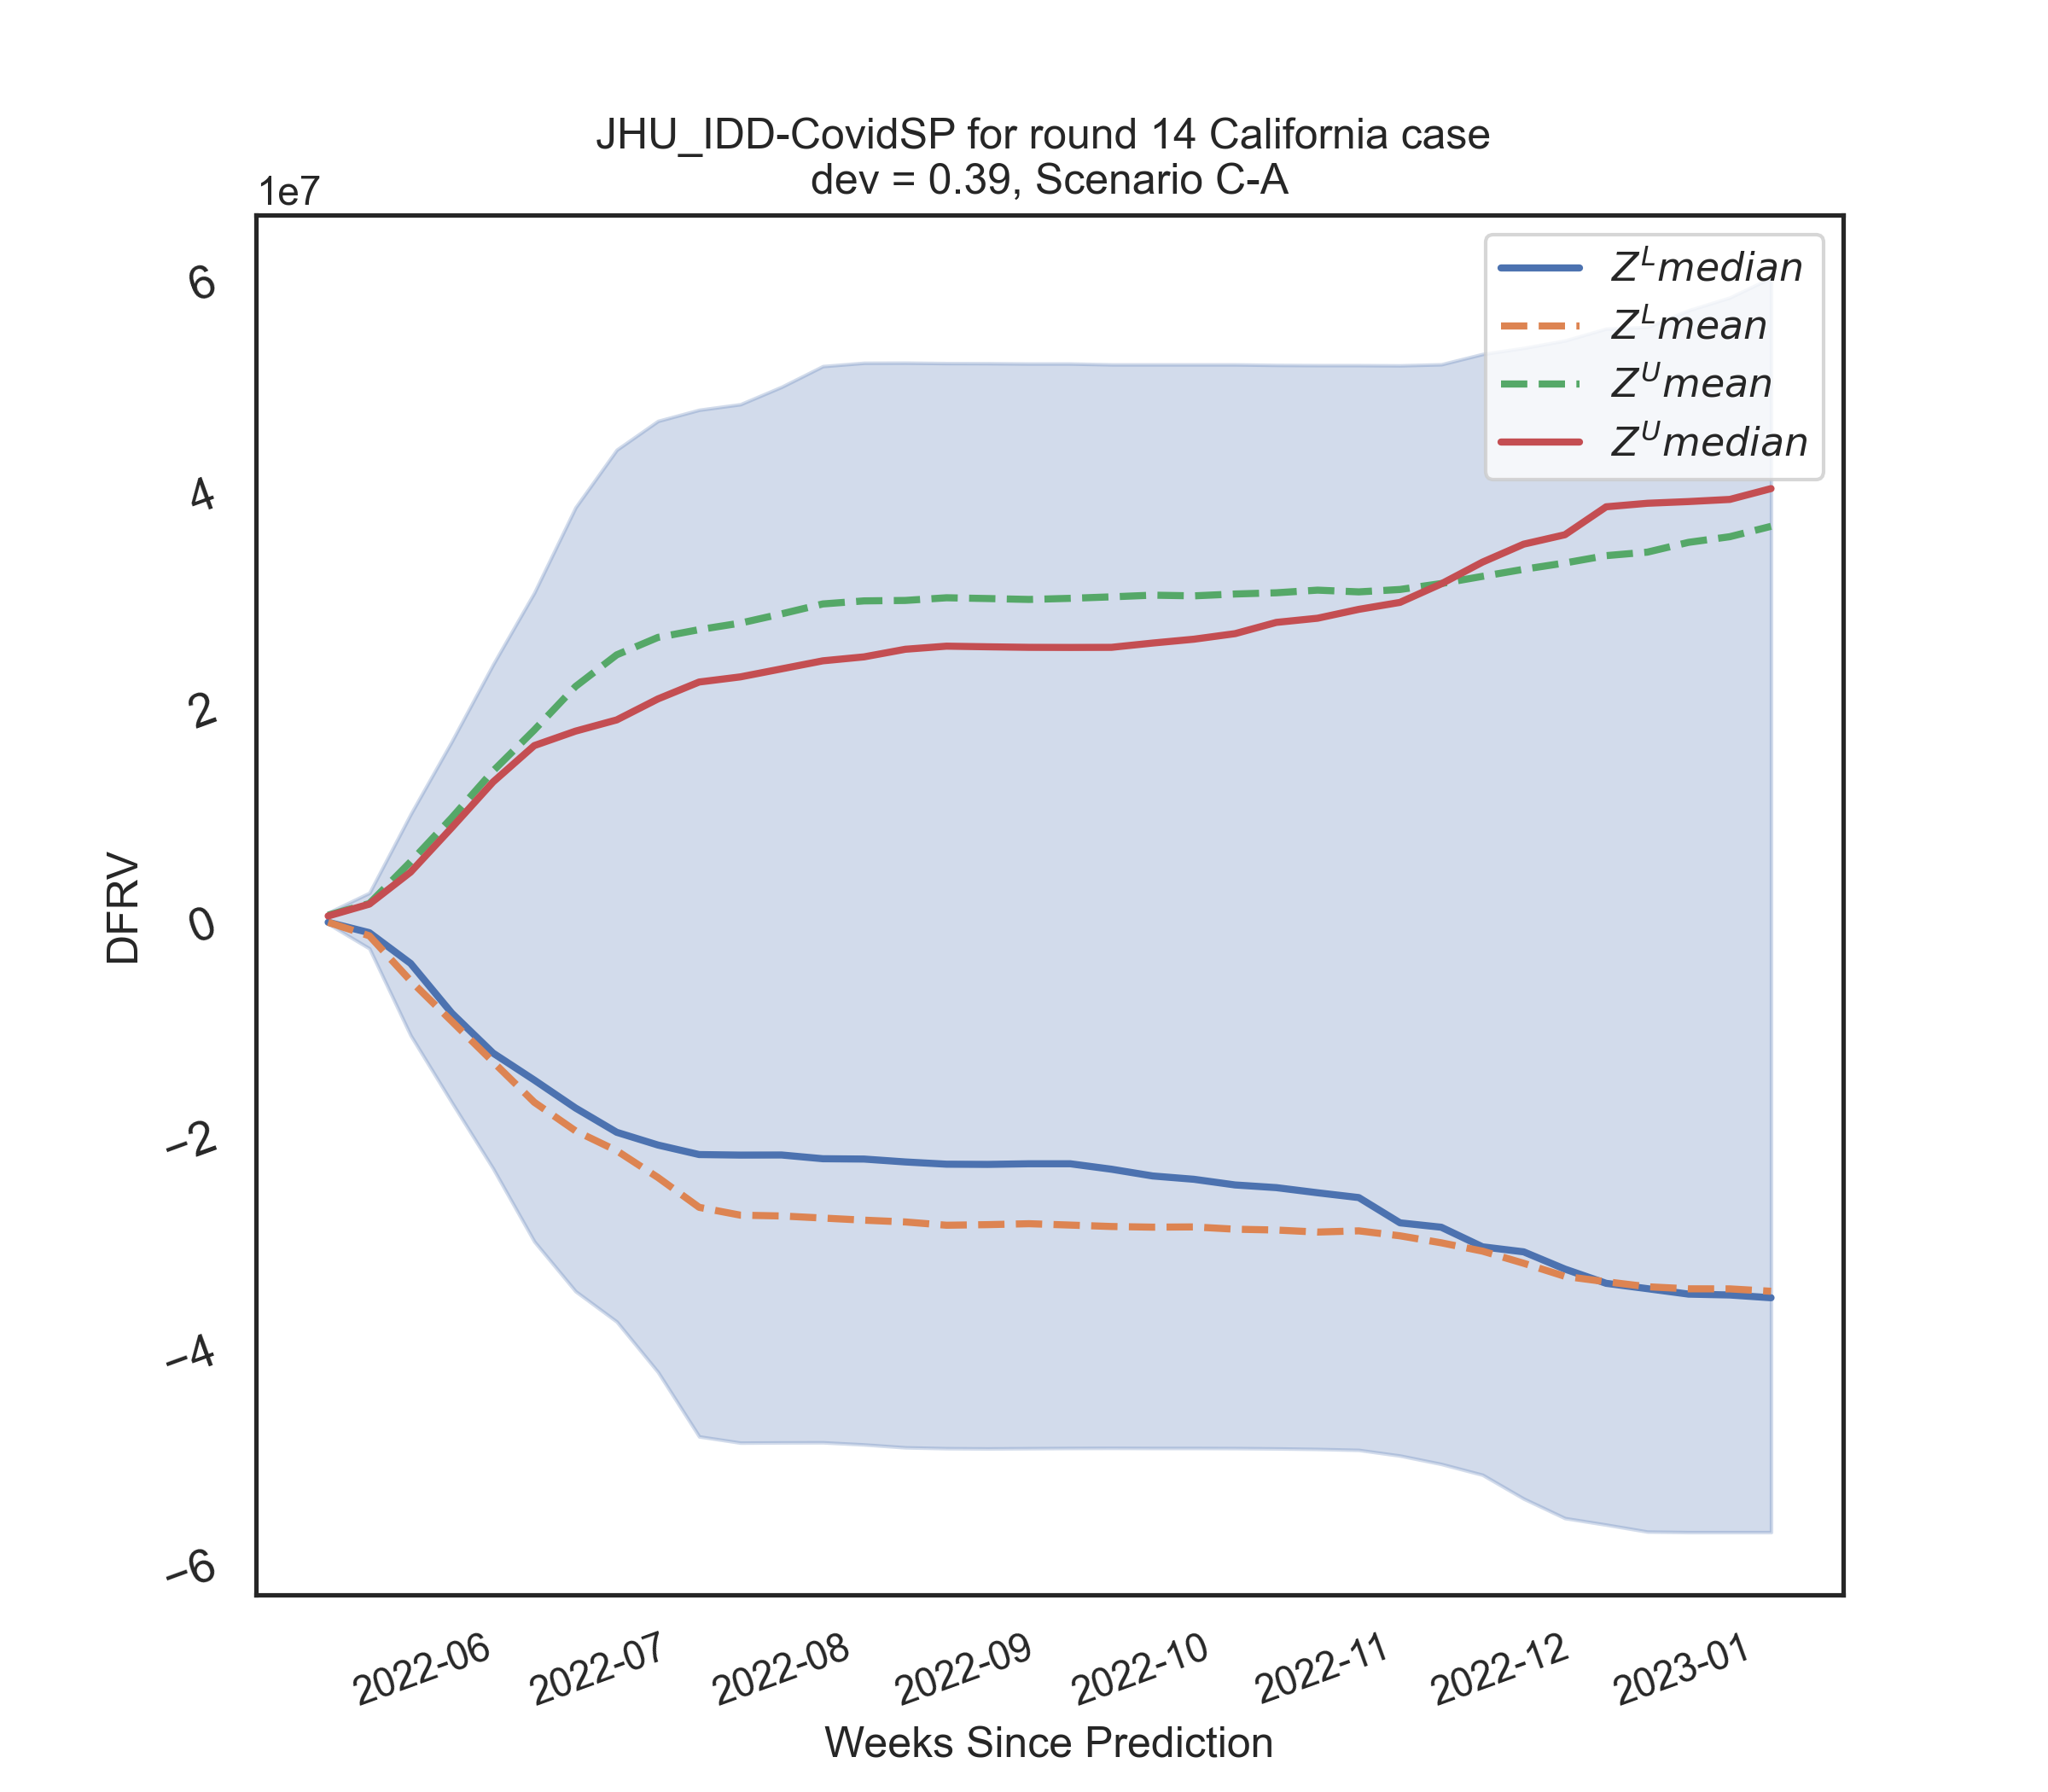 JHU_IDD-CovidSP for round 14 California case
dev = 0.39, Scenario C-A
1e7
Z^L median
Z^L mean
Z^U mean
Z^U median
6
4
2
0
−2
−4
−6
DFRV
2022-06
2022-07
2022-08
2022-09
2022-10
2022-11
2022-12
2023-01
Weeks Since Prediction